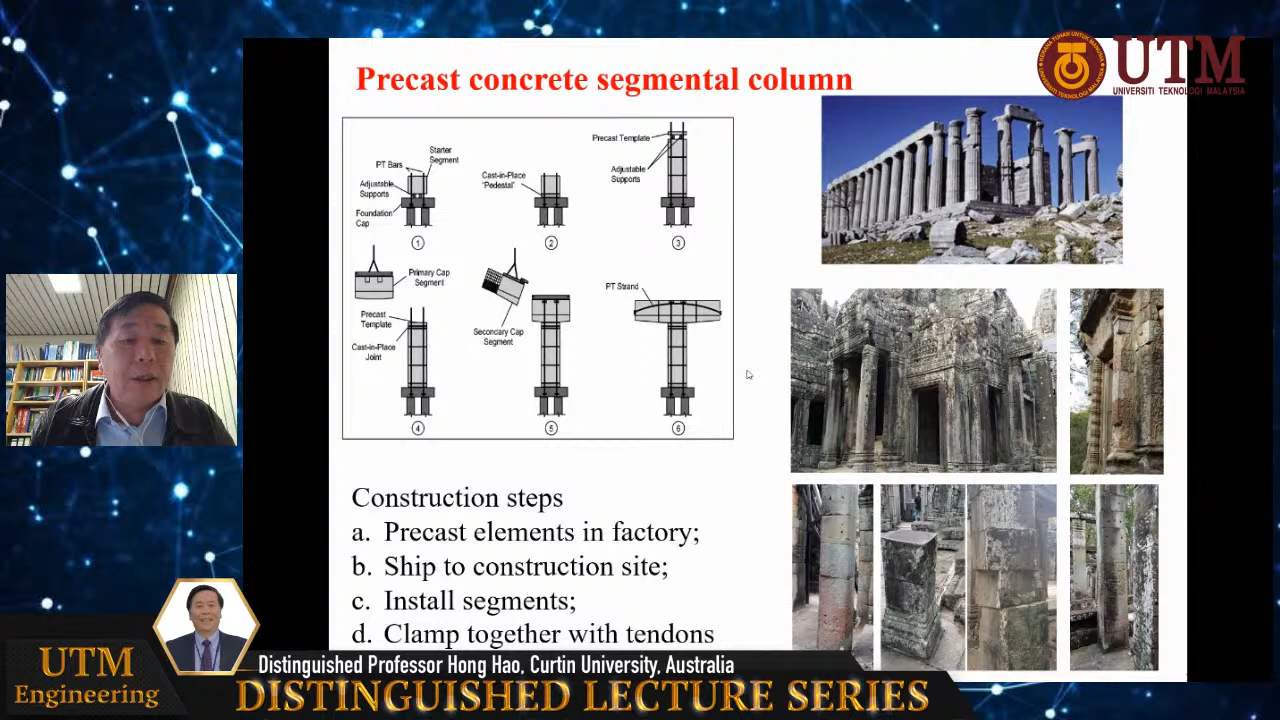 Precast concrete segmental column
UTM
UNIVERSITI TEKNOLOGI MALAYSIA
PT Bars
Starter
Segment
Adjustable
Supports
Foundation
Cap
1
Cast-in-Place
"Pedestal"
2
Precast Template
Adjustable
Supports
3
Primary Cap
Segment
Precast
Template
Cast-in-Place
Joint
4
Secondary Cap
Segment
5
PT Strand
6
Construction steps
a. Precast elements in factory;
b. Ship to construction site;
c. Install segments;
d. Clamp together with tendons
UTM
Engineering
Distinguished Professor Hong Hao, Curtin University, Australia
DISTINGUISHED LECTURE SERIES